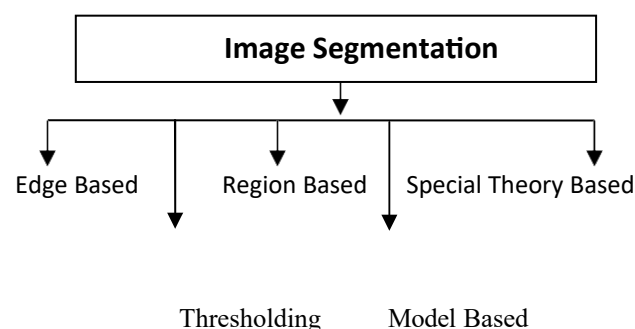 Image Segmentation
Edge Based Region Based Special Theory Based
Thresholding Model Based